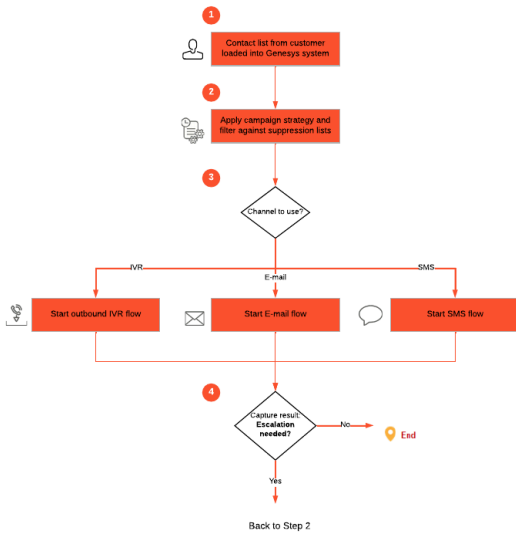 1
Contact list from customer
loaded into Genesys system
2
Apply campaign strategy and
filter against suppression lists
3
Channel to use?
IVR
E-mail
SMS
Start outbound IVR flow
Start E-mail flow
Start SMS flow
4
Capture result:
Escalation
needed?
No
End
Yes
Back to Step 2